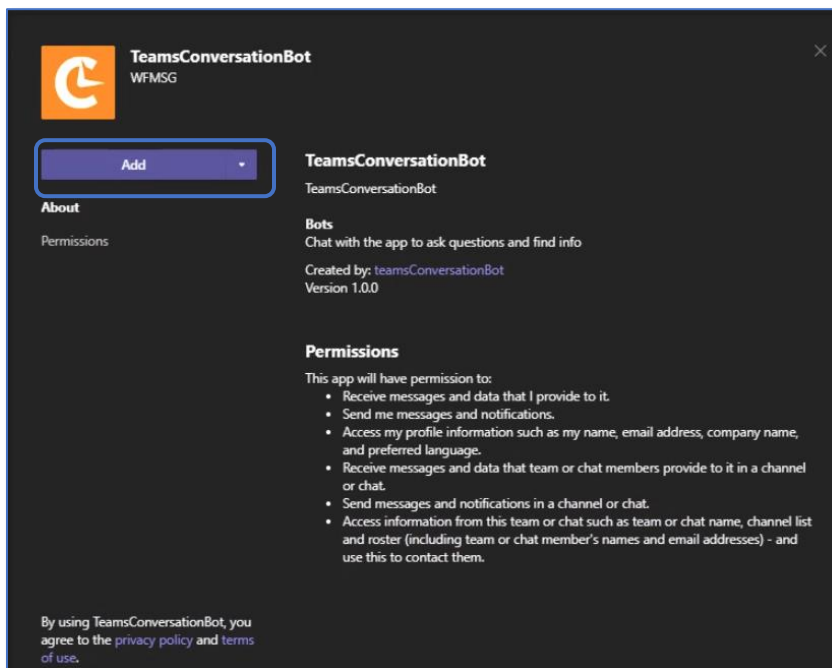 TeamsConversationBot
WFMSG
Add
About
Permissions
TeamsConversationBot
TeamsConversationBot
Bots
Chat with the app to ask questions and find info
Created by: teamsConversationBot
Version 1.0.0
Permissions
This app will have permission to:
• Receive messages and data that I provide to it.
• Send me messages and notifications.
• Access my profile information such as my name, email address, company name,
and preferred language.
• Receive messages and data that team or chat members provide to it in a channel
or chat.
• Send messages and notifications in a channel or chat.
• Access information from this team or chat such as team or chat name, channel list
and roster (including team or chat member's names and email addresses) - and
use this to contact them.
By using TeamsConversationBot, you
agree to the privacy policy and terms
of use.